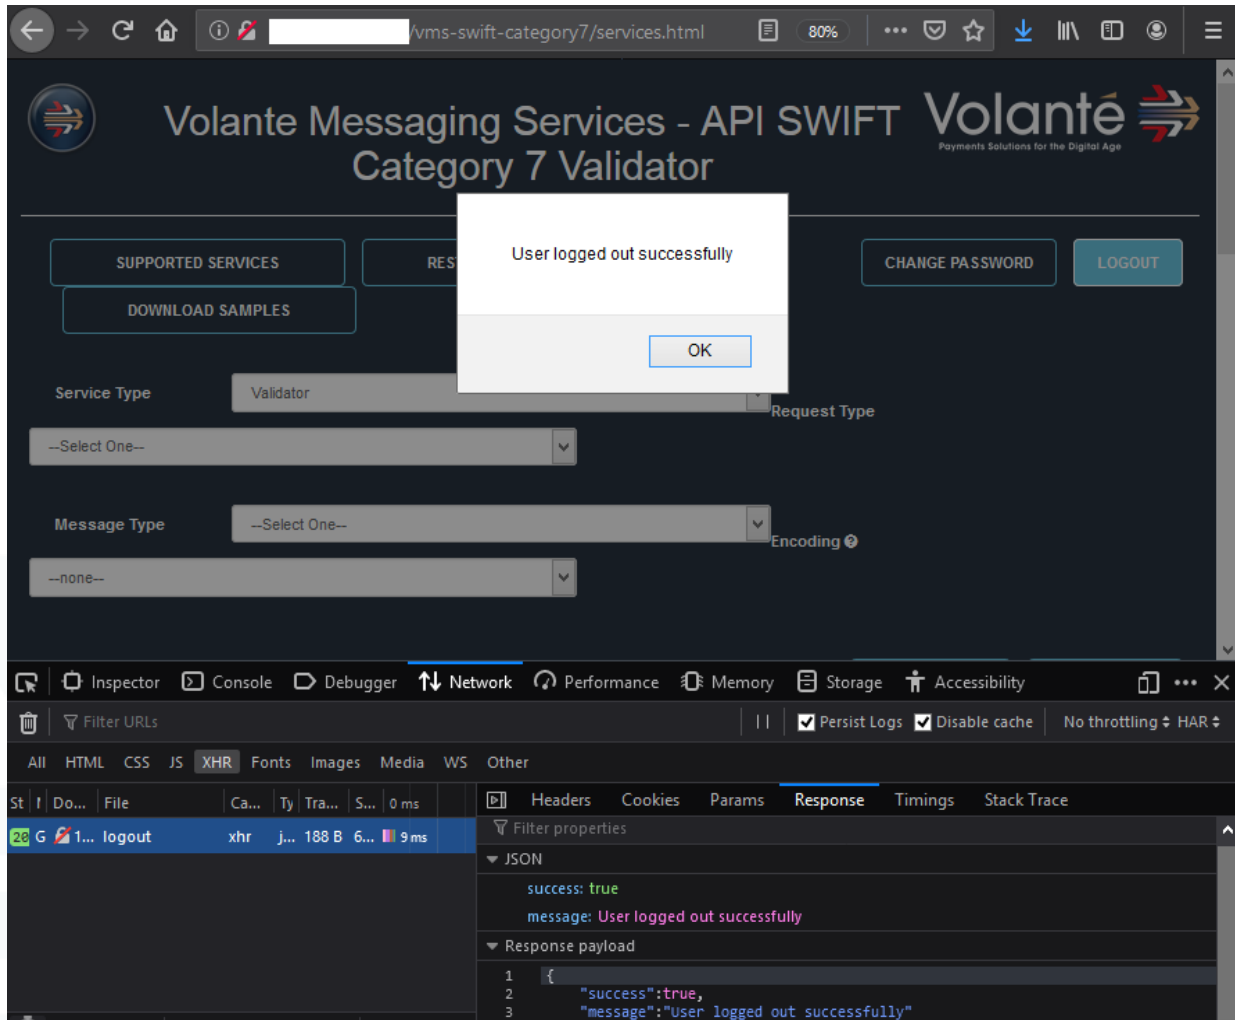 /vms-swift-category7/services.html 80%
Volante Messaging Services - API SWIFT
Category 7 Validator
Volanté
Payments Solutions for the Digital Age
User logged out successfully
OK
SUPPORTED SERVICES RES CHANGE PASSWORD LOGOUT
DOWNLOAD SAMPLES
Service Type Validator
Request Type
--Select One--
Message Type --Select One--
Encoding
--none--
Inspector Console Debugger Network Performance Memory Storage Accessibility
Filter URLs Persist Logs Disable cache No throttling HAR
All HTML CSS JS XHR Fonts Images Media WS Other
St Do... File Ca... Ty Tra... S... 0 ms Headers Cookies Params Response Timings Stack Trace
20 G 1... logout xhr j... 188 B 6... 9 ms
Filter properties
JSON
success: true
message: User logged out successfully
Response payload
1 {
2 "success":true,
3 "message":"User logged out successfully"